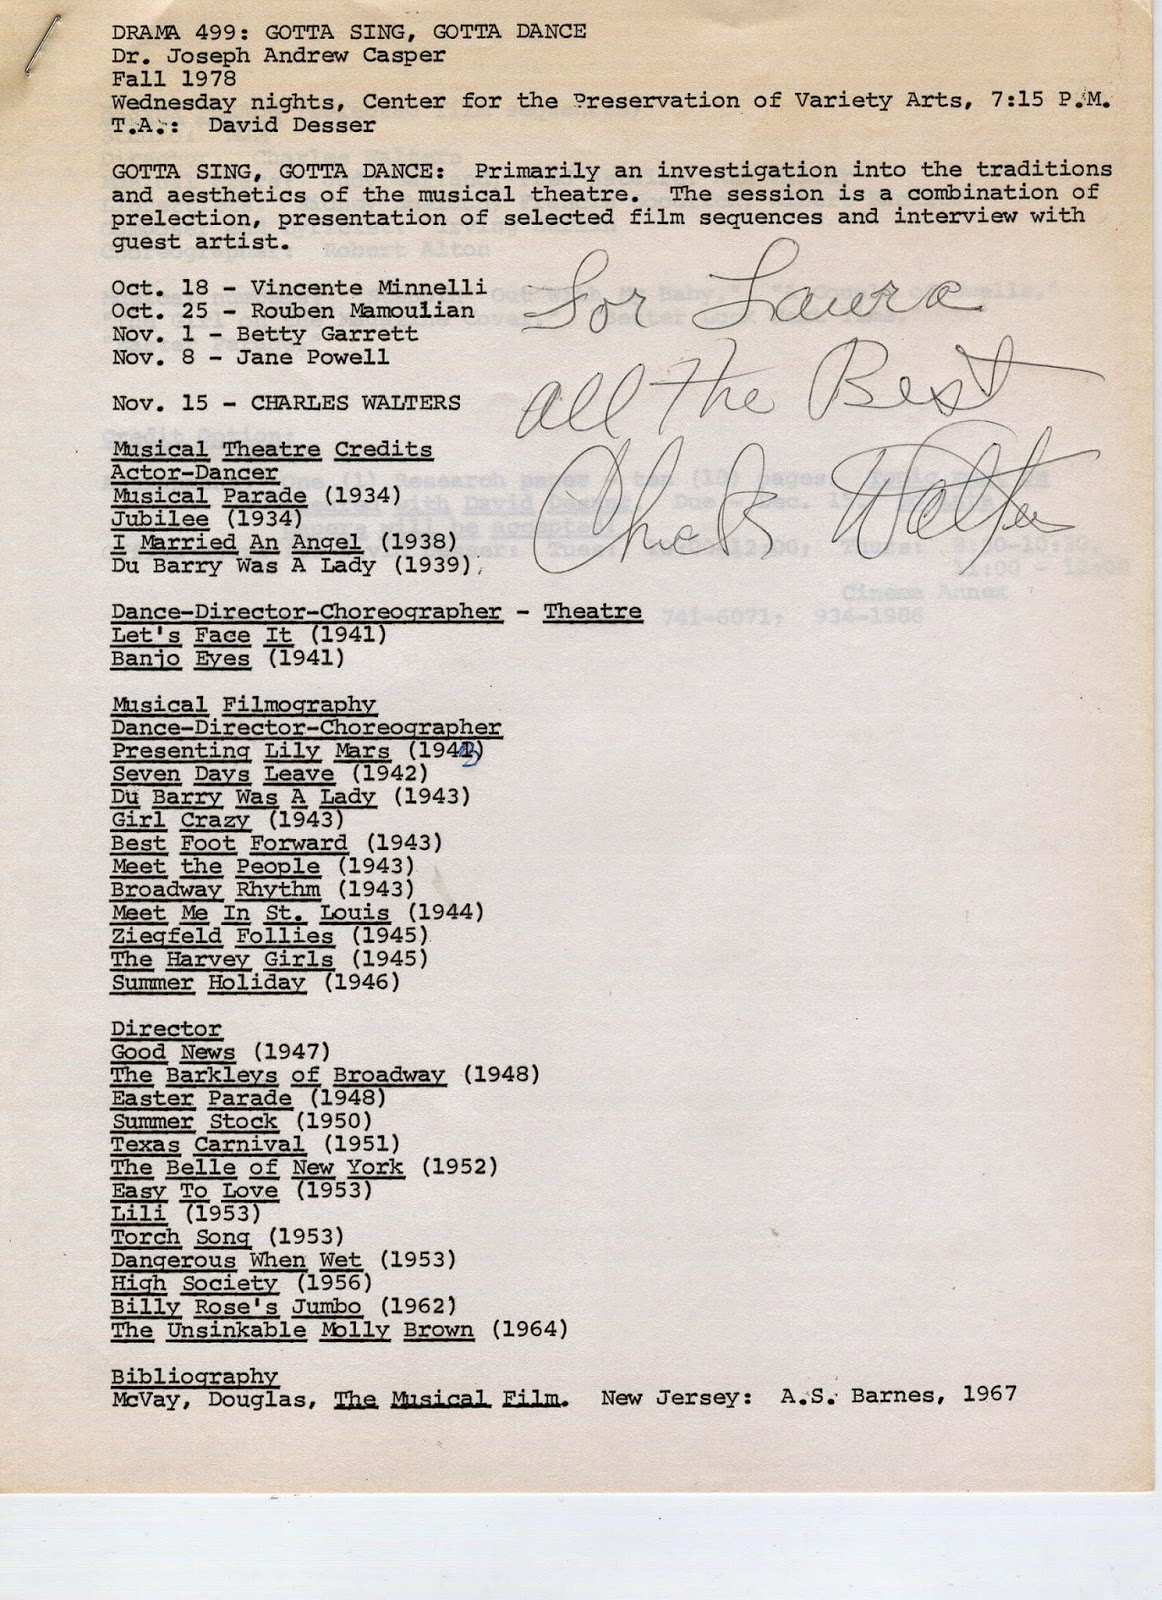 DRAMA 499: GOTTA SING, GOTTA DANCE
Dr. Joseph Andrew Casper
Fall 1978
Wednesday nights, Center for the Preservation of Variety Arts, 7:15 P.M.
T.A.: David Desser
GOTTA SING, GOTTA DANCE: Primarily an investigation into the traditions
and aesthetics of the musical theatre. The session is a combination of
prelection, presentation of selected film sequences and interview with
guest artist.
Oct. 18 - Vincente Minnelli
Oct. 25 - Rouben Mamoulian
Nov. 1 - Betty Garrett
Nov. 8 - Jane Powell
For Laura
all the Best
Chuck Walters
Nov. 15 - CHARLES WALTERS
Musical Theatre Credits
Actor-Dancer
Musical Parade (1934)
Jubilee (1934)
I Married An Angel (1938)
Du Barry Was A Lady (1939)
Dance-Director-Choreographer - Theatre
Let's Face It (1941)
Banjo Eyes (1941)
Musical Filmography
Dance-Director-Choreographer
Presenting Lily Mars (1943)
Seven Days Leave (1942)
Du Barry Was A Lady (1943)
Girl Crazy (1943)
Best Foot Forward (1943)
Meet the People (1943)
Broadway Rhythm (1943)
Meet Me In St. Louis (1944)
Ziegfeld Follies (1945)
The Harvey Girls (1945)
Summer Holiday (1946)
Director
Good News (1947)
The Barkleys of Broadway (1948)
Easter Parade (1948)
Summer Stock (1950)
Texas Carnival (1951)
The Belle of New York (1952)
Easy To Love (1953)
Lili (1953)
Torch Song (1953)
Dangerous When Wet (1953)
High Society (1956)
Billy Rose's Jumbo (1962)
The Unsinkable Molly Brown (1964)
Bibliography
McVay, Douglas, The Musical Film. New Jersey: A.S. Barnes, 1967